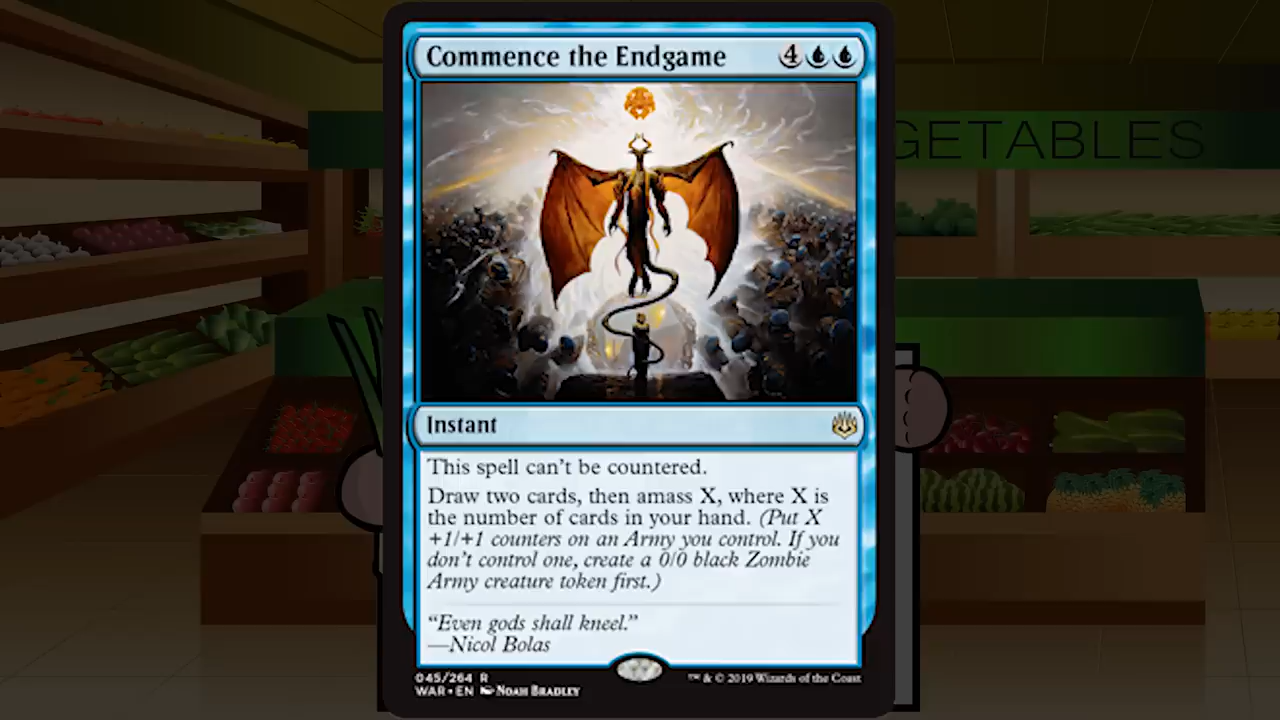 Commence the Endgame 4
GETABLES
Instant
This spell can't be countered.
Draw two cards, then amass X, where X is
the number of cards in your hand. (Put X
+1/+1 counters on an Army you control. If you
don't control one, create a 0/0 black Zombie
Army creature token first.)
"Even gods shall kneel."
—Nicol Bolas
045/264 R
WAR • EN Noah Bradley
™ & © 2019 Wizards of the Coast